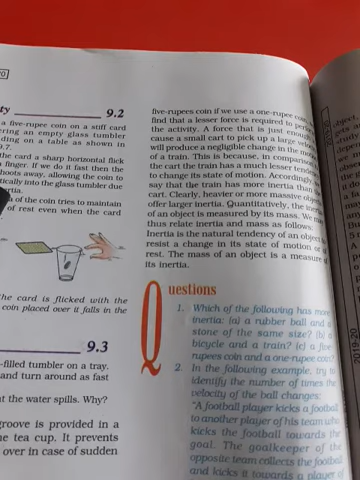 ty 9.2
a five-rupee coin on a stiff card
ering an empty glass tumbler
ding on a table as shown in
9.7.
the card a sharp horizontal flick
a finger. If we do it fast then the
hoots away, allowing the coin to
tically into the glass tumbler due
rtia.
of the coin tries to maintain
of rest even when the card
he card is flicked with the
coin placed over it falls in the
9.3
-filled tumbler on a tray.
and turn around as fast
at the water spills. Why?
groove is provided in a
he tea cup. It prevents
over in case of sudden
five-rupees coin if we use a one-rupee coin,
find that a lesser force is required to perform
the activity. A force that is just enough
cause a small cart to pick up a large velocity
will produce a negligible change in the motion
of a train. This is because, in comparison
the cart the train has a much lesser tendency
to change its state of motion. Accordingly,
say that the train has more inertia than
cart. Clearly, heavier or more massive objects
offer larger inertia. Quantitatively, the inertia
of an object is measured by its mass. We may
thus relate inertia and mass as follows:
Inertia is the natural tendency of an object to
resist a change in its state of motion or
rest. The mass of an object is a measure of
its inertia.
Questions
1. Which of the following has more
inertia: (a) a rubber ball and a
stone of the same size? (b) a
bicycle and a train? (c) a five-
rupees coin and a one-rupee coin?
2. In the following example, try to
identify the number of times the
velocity of the ball changes:
"A football player kicks a football
to another player of his team who
kicks the football towards the
goal. The goalkeeper of the
opposite team collects the football
and kicks it towards a player of
2019-20